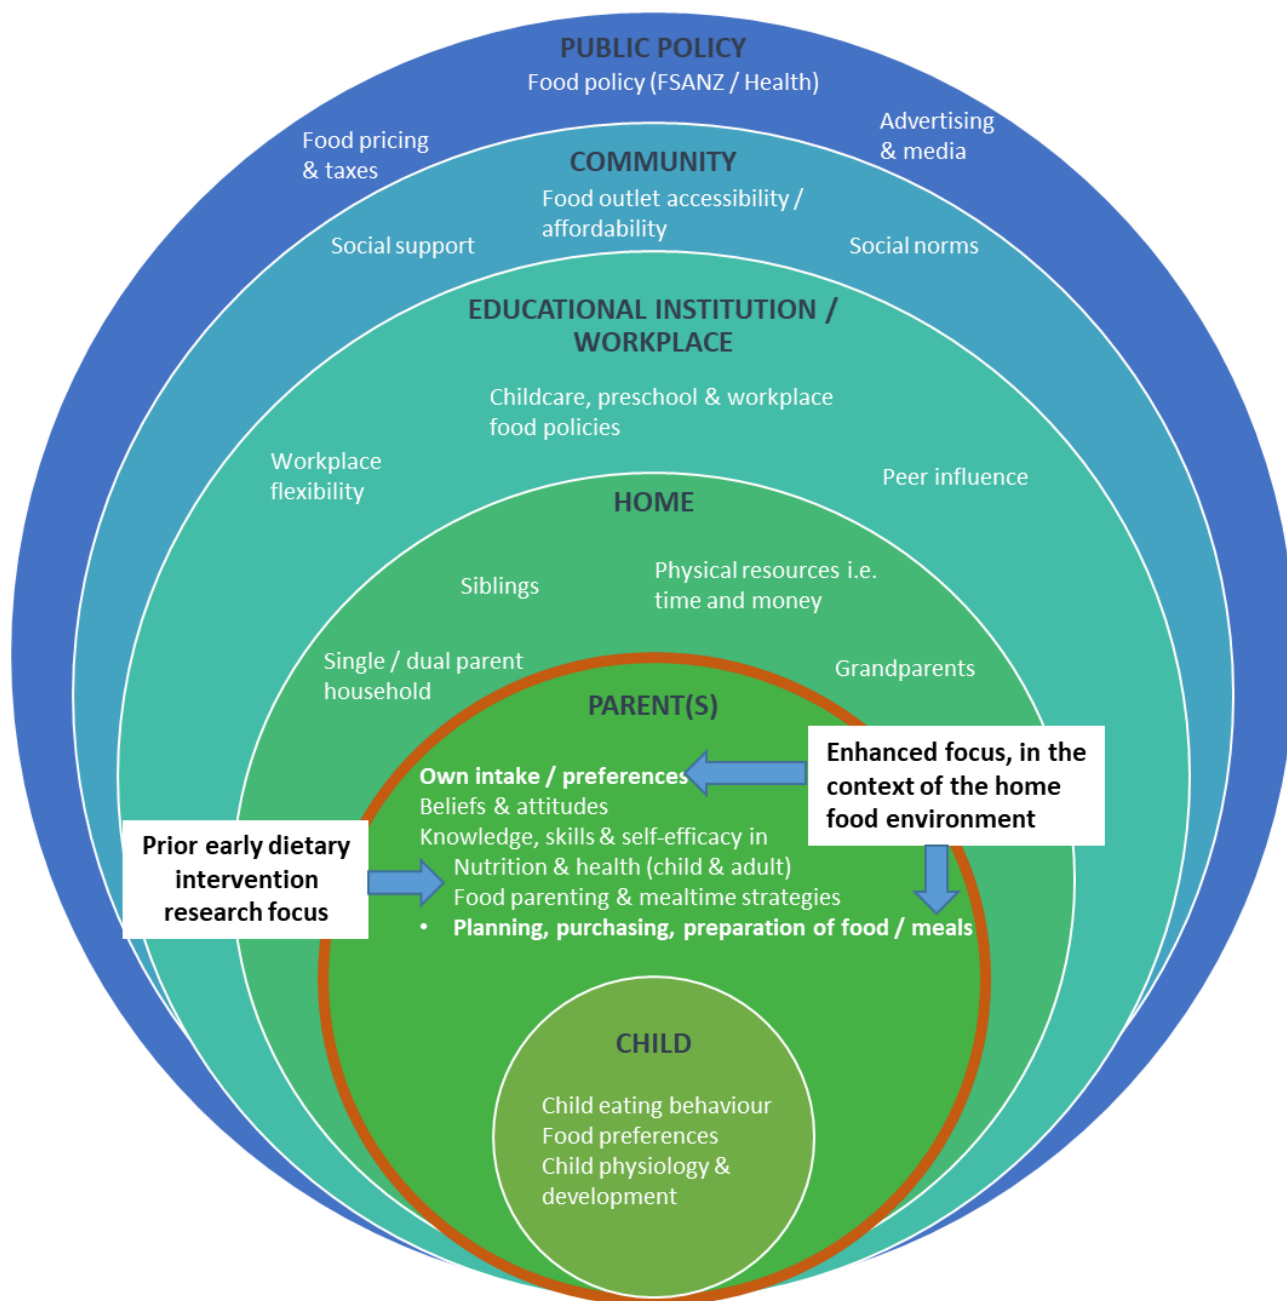 PUBLIC POLICY
Food policy (FSANZ / Health)
Food pricing
& taxes
Advertising
& media
COMMUNITY
Food outlet accessibility /
affordability
Social support
Social norms
EDUCATIONAL INSTITUTION /
WORKPLACE
Childcare, preschool & workplace
food policies
Workplace
flexibility
Peer influence
HOME
Siblings
Physical resources i.e.
time and money
Single / dual parent
household
Grandparents
PARENT(S)
Own intake / preferences
Beliefs & attitudes
Knowledge, skills & self-efficacy in
Nutrition & health (child & adult)
Food parenting & mealtime strategies
• Planning, purchasing, preparation of food / meals
Enhanced focus, in the
context of the home
food environment
Prior early dietary
intervention
research focus
CHILD
Child eating behaviour
Food preferences
Child physiology &
development